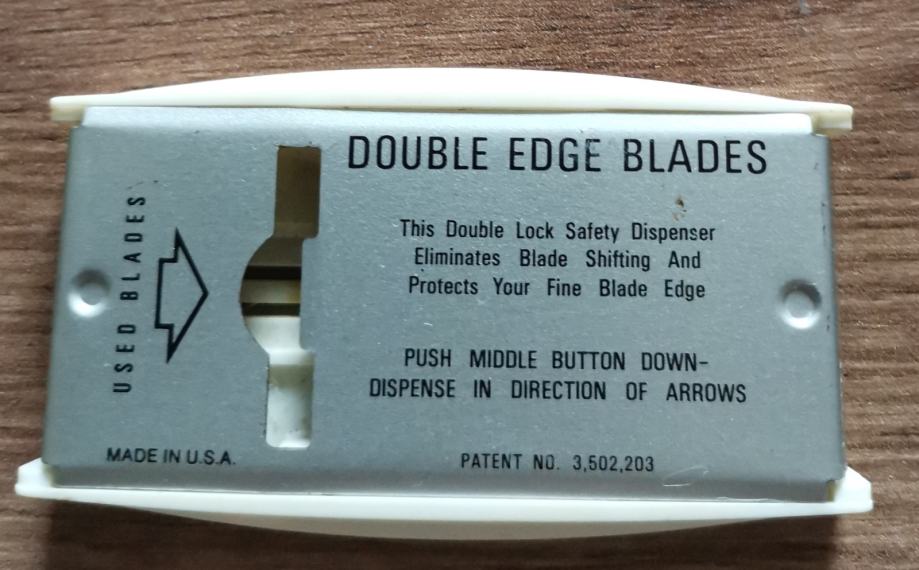 DOUBLE EDGE BLADES
This Double Lock Safety Dispenser
Eliminates Blade Shifting And
Protects Your Fine Blade Edge
PUSH MIDDLE BUTTON DOWN-
DISPENSE IN DIRECTION OF ARROWS
USED BLADES
MADE IN U.S.A.
PATENT NO. 3,502,203